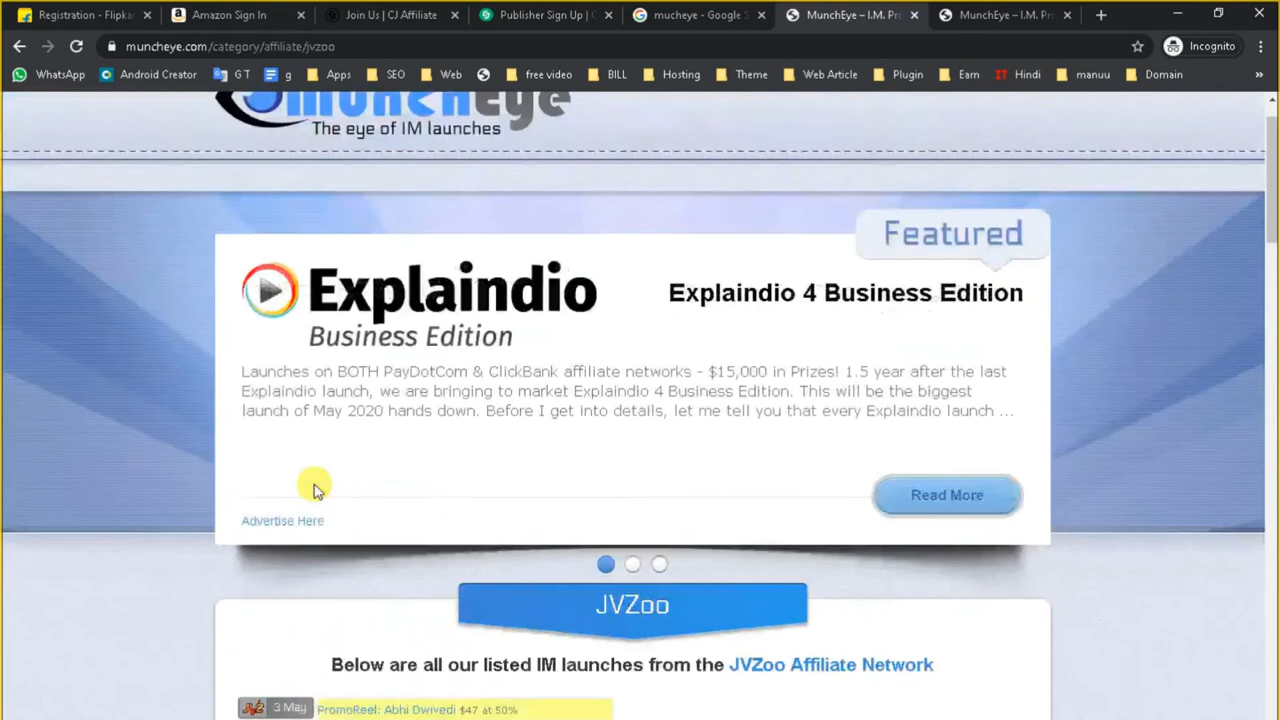 Registration - Flipka
Amazon Sign In
Join Us | CJ Affiliate
Publisher Sign Up | C
mucheye - Google S
MunchEye – I.M. Pro
MunchEye – I.M. Pro
muncheye.com/category/affiliate/jvzoo
Incognito
WhatsApp
Android Creator
G T
g
Apps
SEO
Web
free video
BILL
Hosting
Theme
Web Article
Plugin
Earn
Hindi
manuu
Domain
»
muncheye
The eye of IM launches
Featured
Explaindio
Business Edition
Explaindio 4 Business Edition
Launches on BOTH PayDotCom & ClickBank affiliate networks - $15,000 in Prizes! 1.5 year after the last
Explaindio launch, we are bringing to market Explaindio 4 Business Edition. This will be the biggest
launch of May 2020 hands down. Before I get into details, let me tell you that every Explaindio launch ...
Read More
Advertise Here
JVZoo
Below are all our listed IM launches from the JVZoo Affiliate Network
JVZ 3 May PromoReel: Abhi Dwivedi $47 at 50%